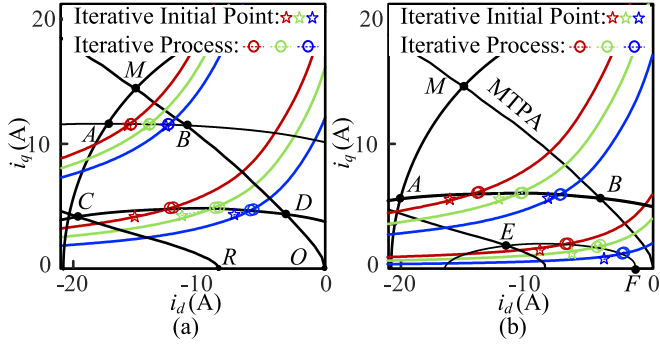 20
Iterative Initial Point:
Iterative Process:
M
A
B
10
i_q (A)
C
D
R
O
0
-20
-10
0
i_d (A)
(a)
20
Iterative Initial Point:
Iterative Process:
M
MTPA
10
i_q (A)
A
B
E
F
0
-20
-10
0
i_d (A)
(b)